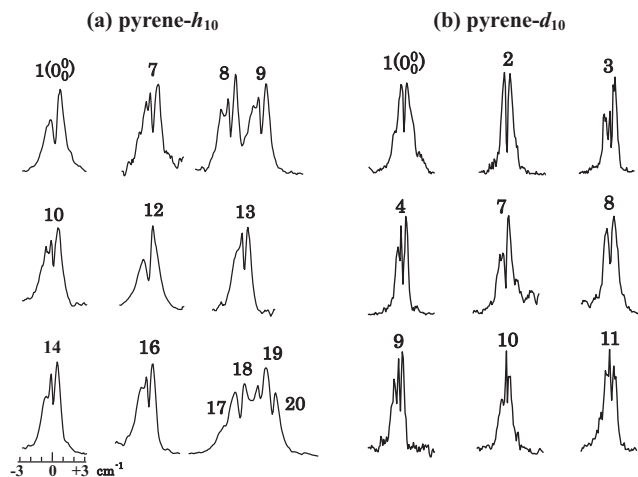 (a) pyrene-h₁₀
(b) pyrene-d₁₀
1(0⁰₀) 7 8 9
1(0⁰₀) 2 3
10 12 13
4 7 8
14 16 17 18 19 20
9 10 11
-3 0 +3 cm⁻¹